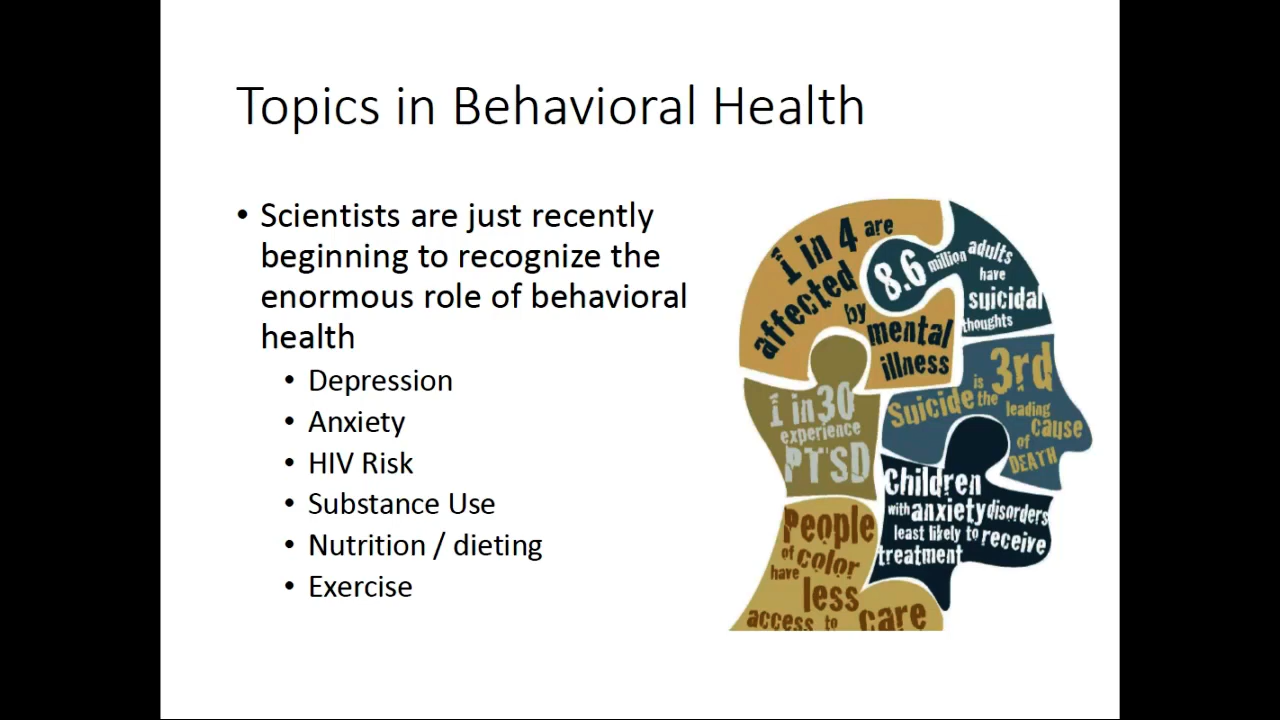 Topics in Behavioral Health
• Scientists are just recently
beginning to recognize the
enormous role of behavioral
health
• Depression
• Anxiety
• HIV Risk
• Substance Use
• Nutrition / dieting
• Exercise
1 in 4 are
affected
by
mental
illness
8.6 million adults
have
suicidal
thoughts
1 in 30
experience
PTSD
Suicide is the 3rd
leading
cause
of
DEATH
Children
with anxiety disorders
least likely to receive
treatment
People
of color
have less
access to care